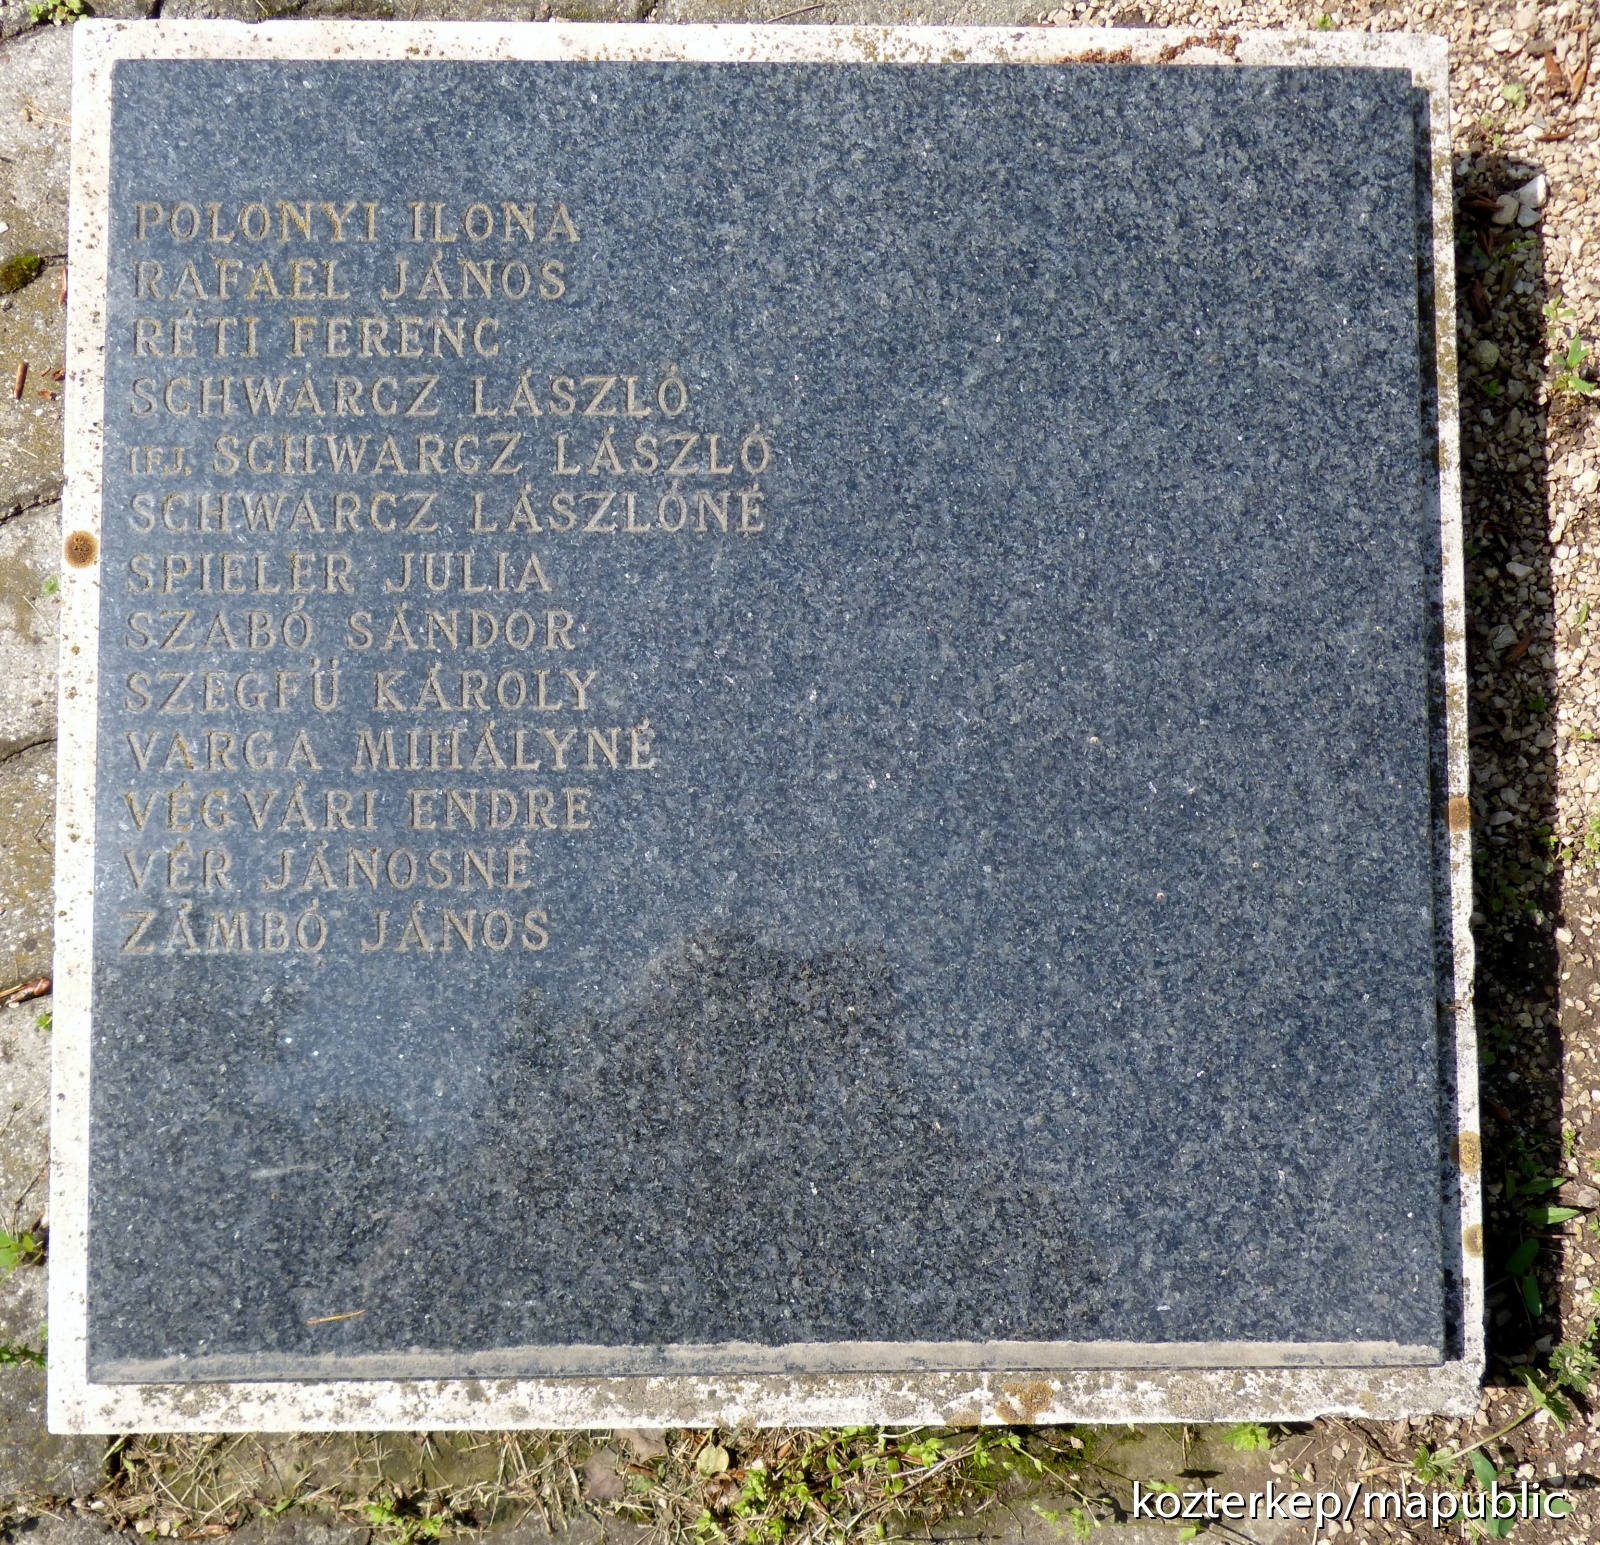 POLONYI ILONA
RAFAEL JÁNOS
RÉTI FERENC
SCHWARCZ LÁSZLÓ
IFJ. SCHWARCZ LÁSZLÓ
SCHWARCZ LÁSZLÓNÉ
SPIELER JULIA
SZABÓ SÁNDOR
SZEGFÜ KÁROLY
VARGA MIHÁLYNÉ
VÉGVÁRI ENDRE
VÉR JÁNOSNÉ
ZÁMBÓ JÁNOS
kozterkep/mapublic